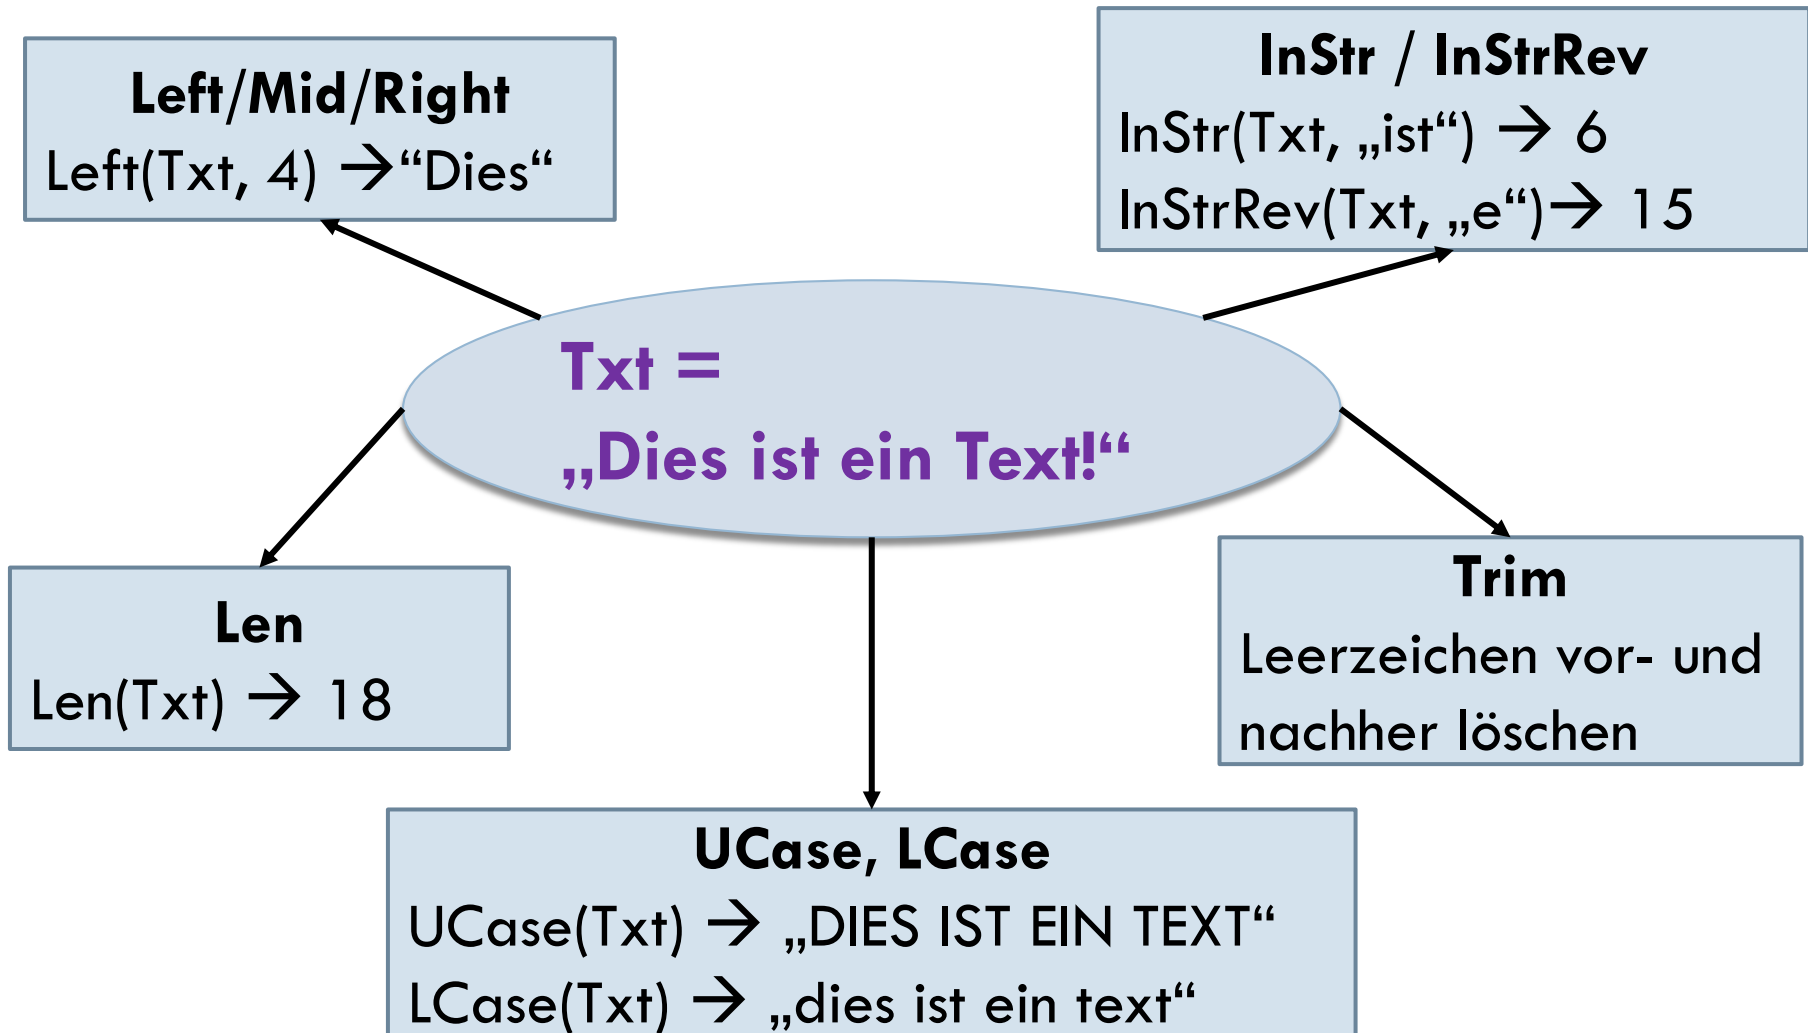 Left/Mid/Right
Left(Txt, 4) →“Dies“
InStr / InStrRev
InStr(Txt, „ist“) → 6
InStrRev(Txt, „e“)→ 15
Txt =
„Dies ist ein Text!“
Len
Len(Txt) → 18
Trim
Leerzeichen vor- und
nachher löschen
UCase, LCase
UCase(Txt) → „DIES IST EIN TEXT“
LCase(Txt) → „dies ist ein text“